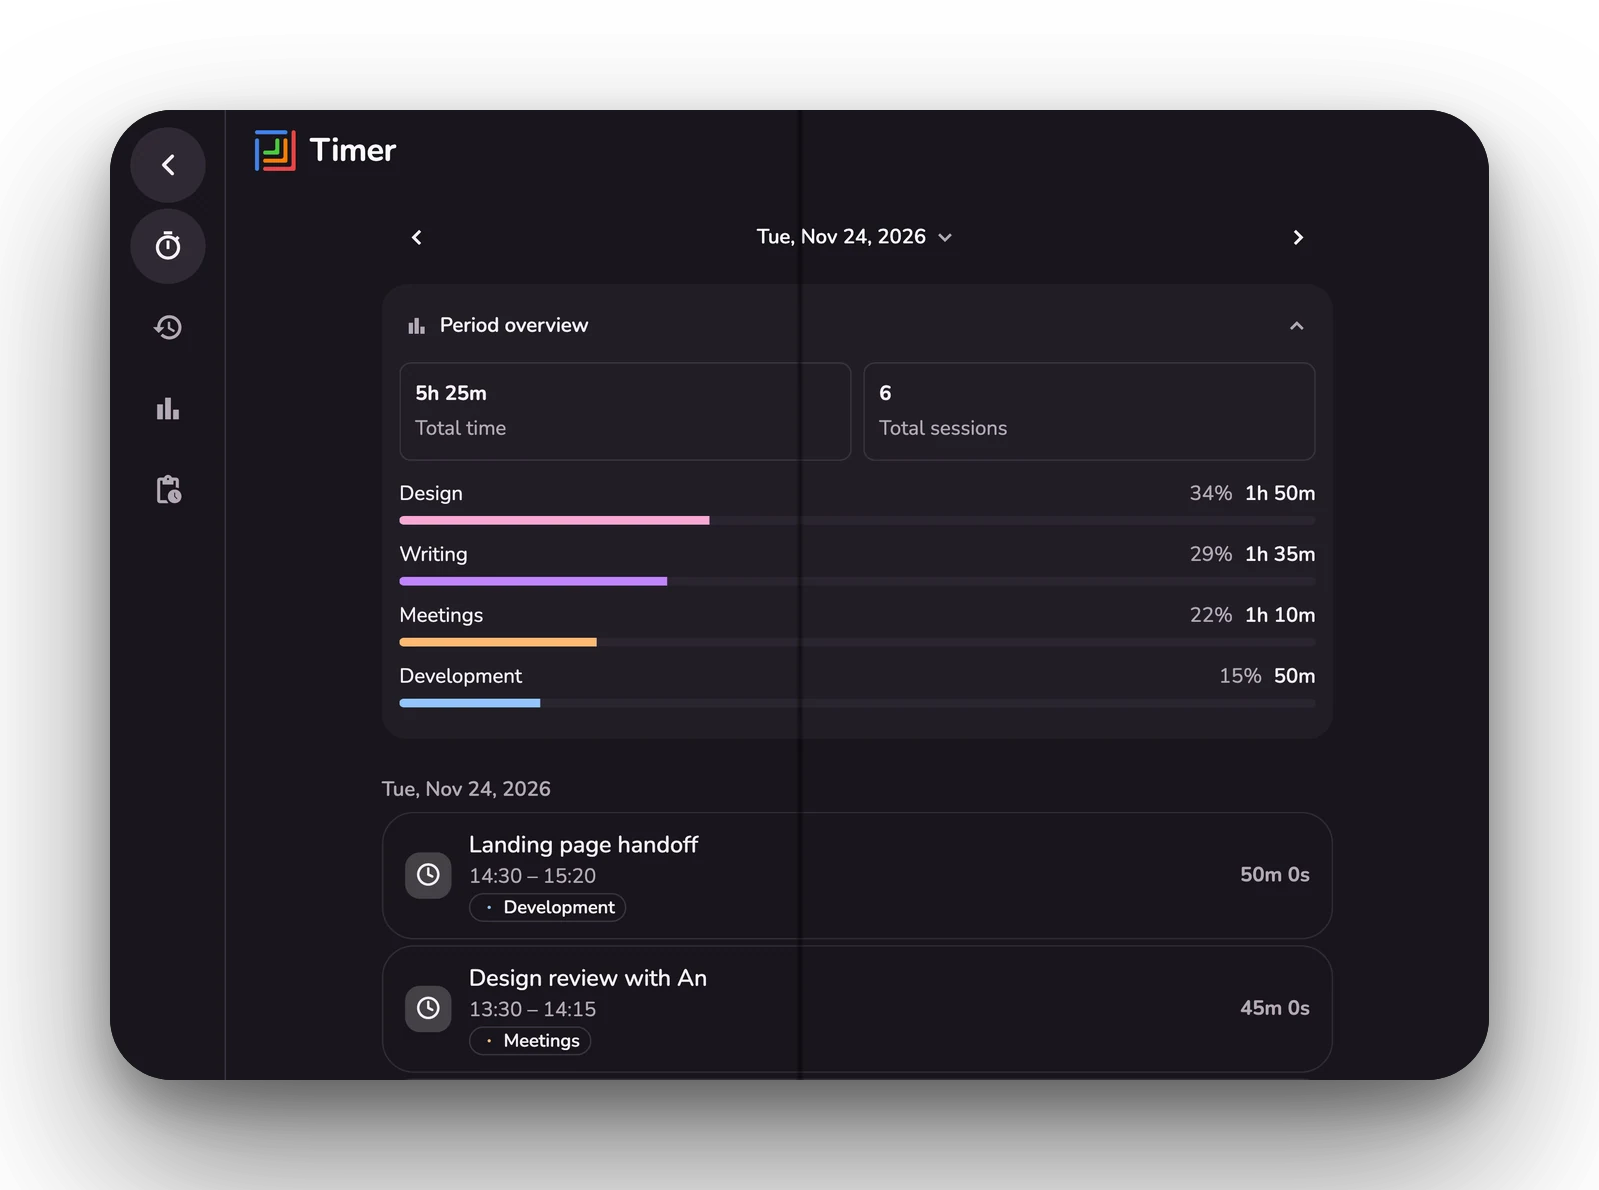 Timer
Tue, Nov 24, 2026
Period overview
5h 25m
Total time
6
Total sessions
Design 34% 1h 50m
Writing 29% 1h 35m
Meetings 22% 1h 10m
Development 15% 50m
Tue, Nov 24, 2026
Landing page handoff
14:30 – 15:20
50m 0s
Development
Design review with An
13:30 – 14:15
45m 0s
Meetings